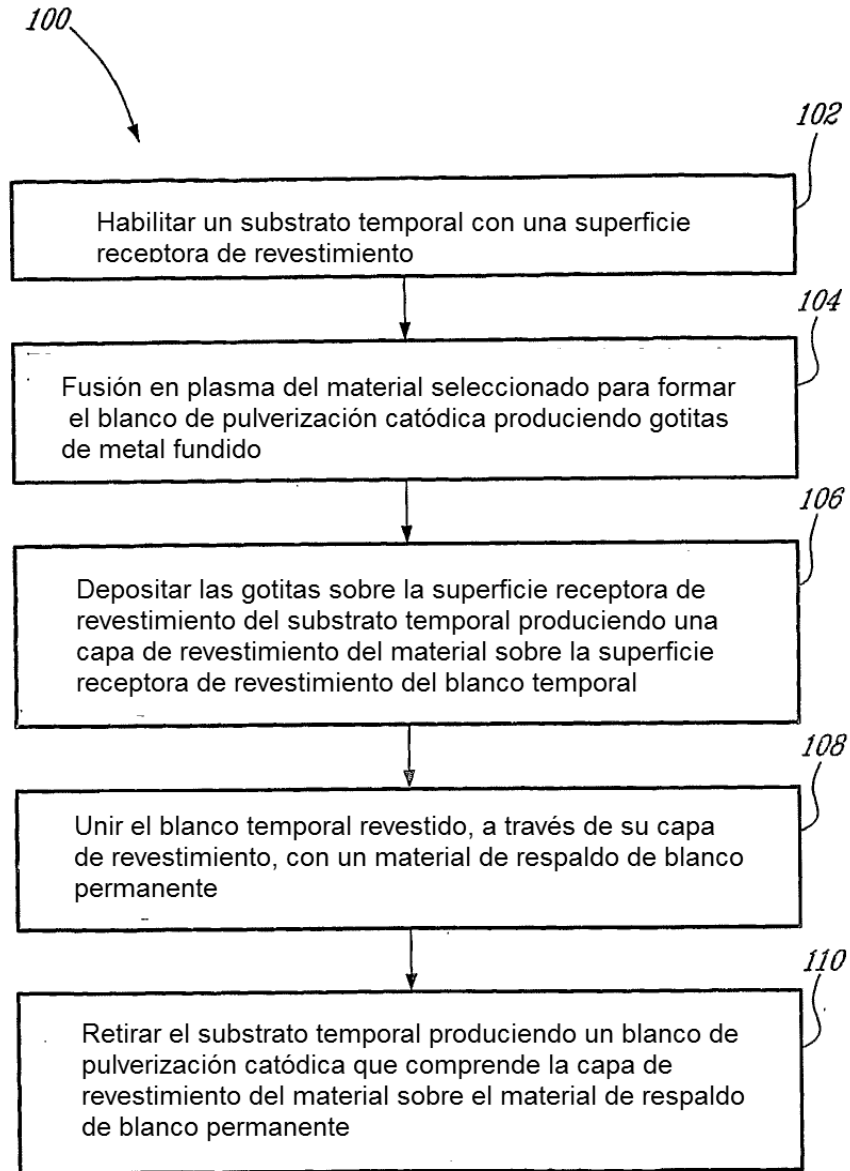 100
102
Habilitar un substrato temporal con una superficie
receptora de revestimiento
104
Fusión en plasma del material seleccionado para formar
el blanco de pulverización catódica produciendo gotitas
de metal fundido
106
Depositar las gotitas sobre la superficie receptora de
revestimiento del substrato temporal produciendo una
capa de revestimiento del material sobre la superficie
receptora de revestimiento del blanco temporal
108
Unir el blanco temporal revestido, a través de su capa
de revestimiento, con un material de respaldo de blanco
permanente
110
Retirar el substrato temporal produciendo un blanco de
pulverización catódica que comprende la capa de
revestimiento del material sobre el material de respaldo
de blanco permanente